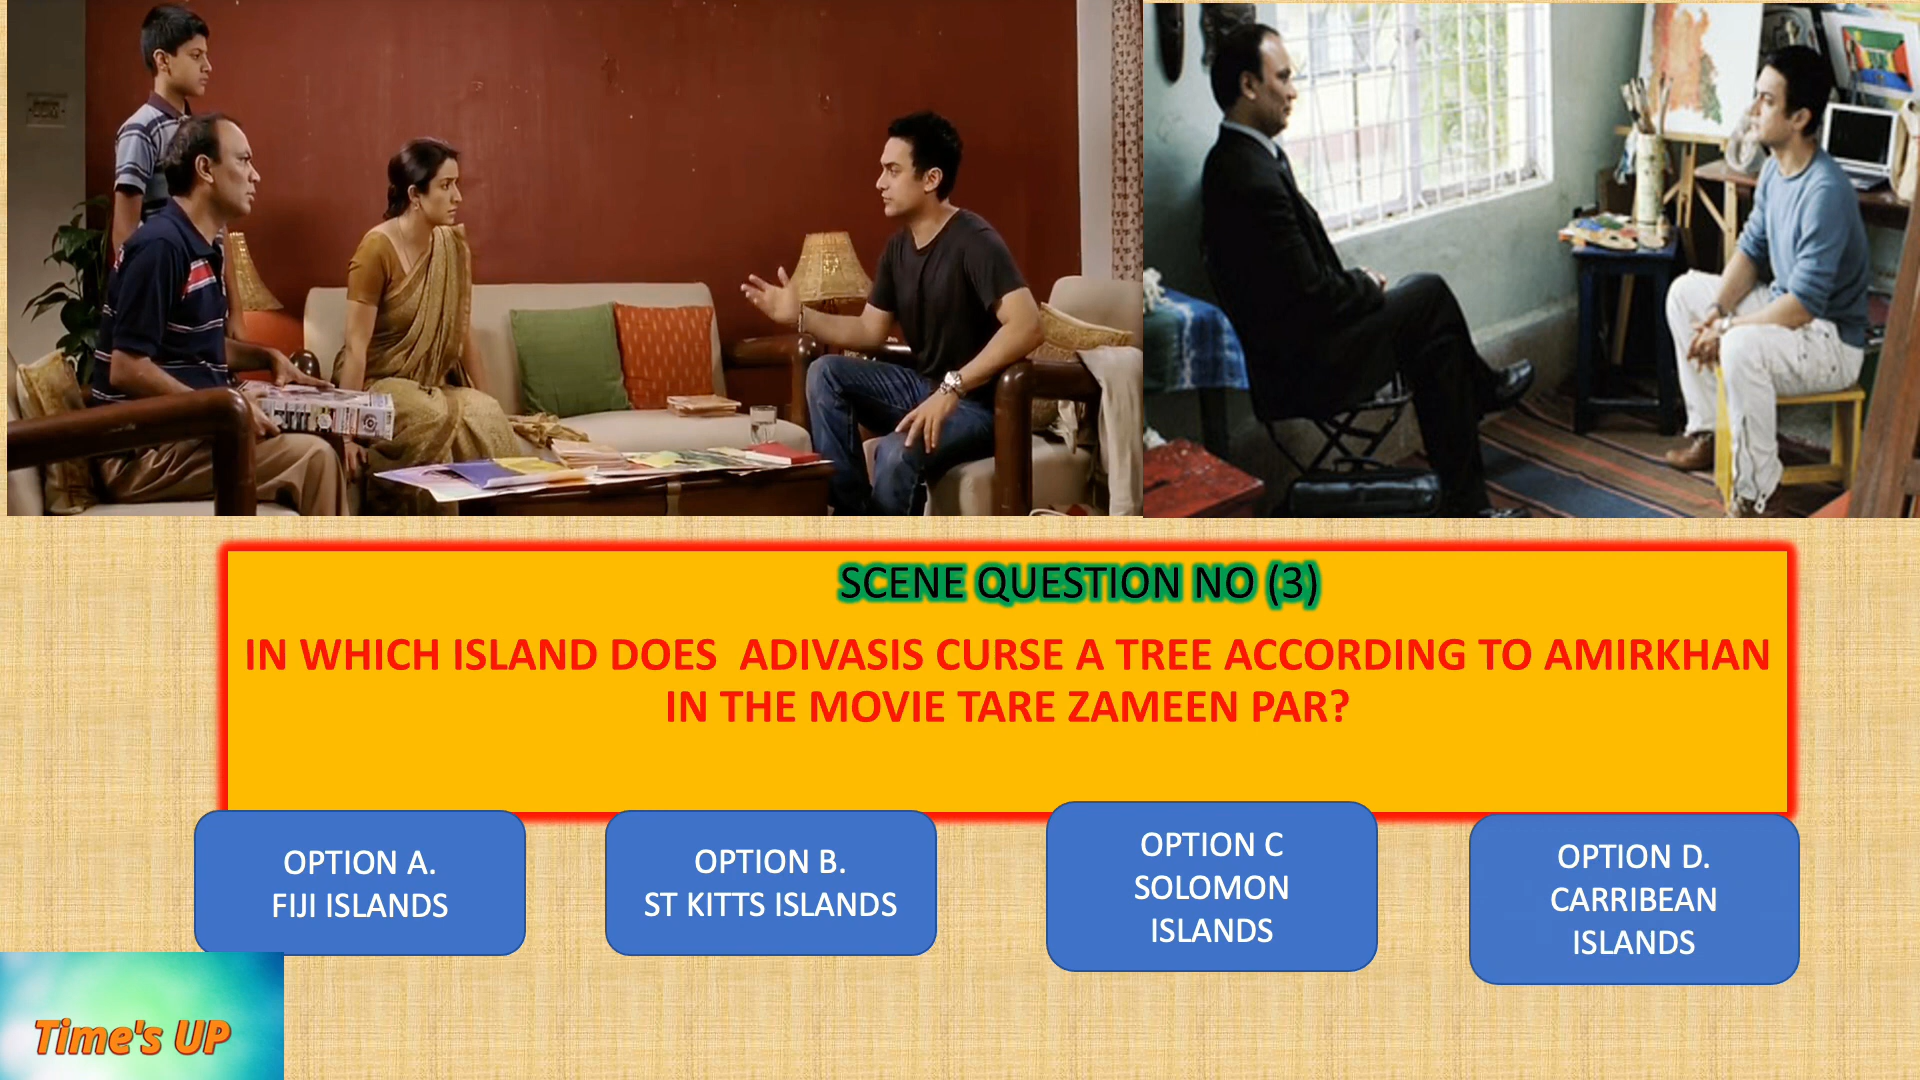 SCENE QUESTION NO (3)
IN WHICH ISLAND DOES ADIVASIS CURSE A TREE ACCORDING TO AMIRKHAN
IN THE MOVIE TARE ZAMEEN PAR?
OPTION A.
FIJI ISLANDS
OPTION B.
ST KITTS ISLANDS
OPTION C
SOLOMON
ISLANDS
OPTION D.
CARRIBEAN
ISLANDS
Time's UP